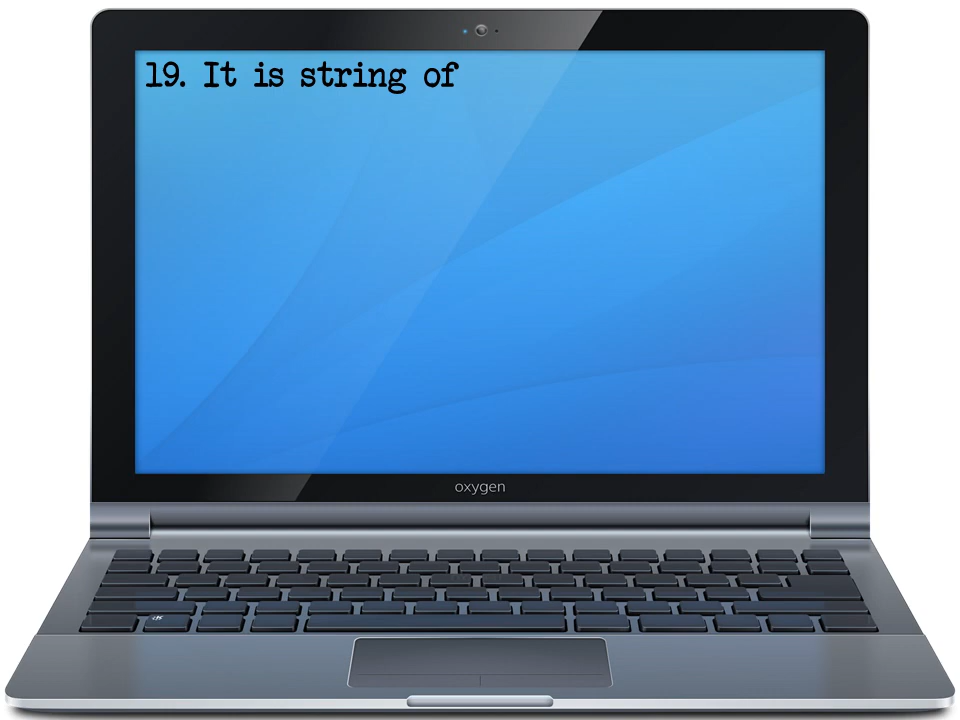 19. It is string of
oxygen